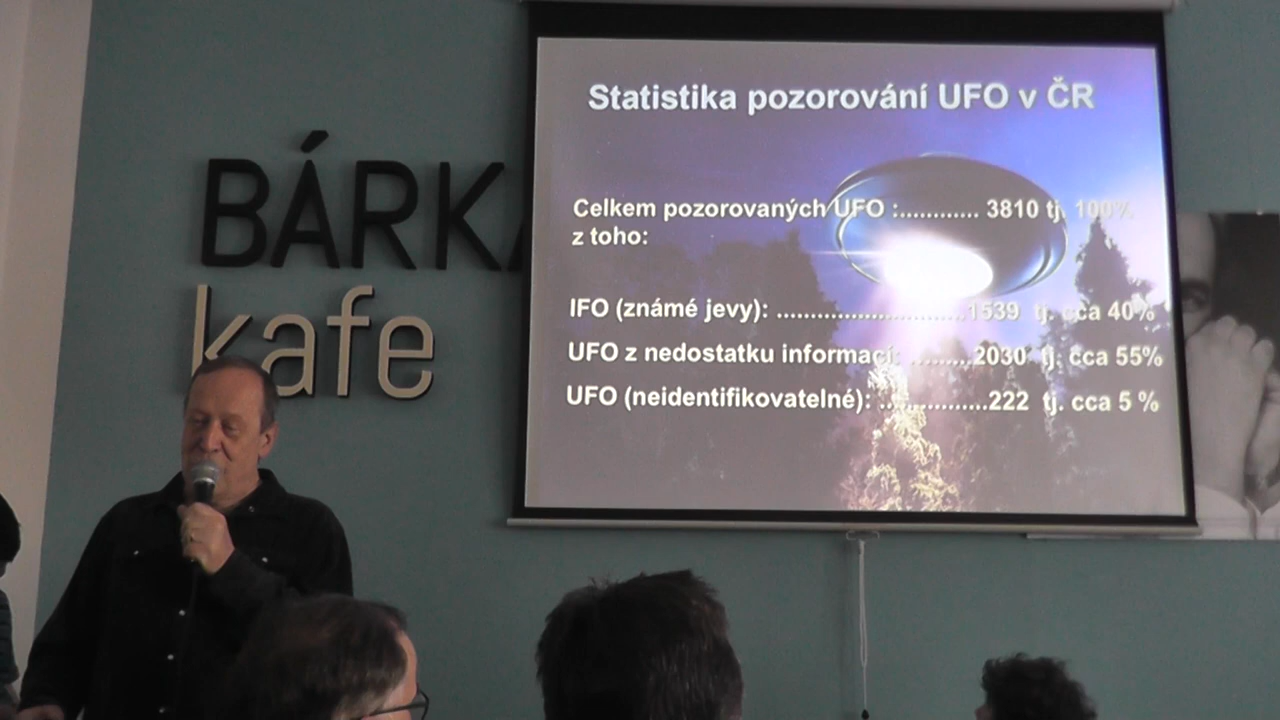 BÁRKA
kafe
Statistika pozorování UFO v ČR
Celkem pozorovaných UFO :............ 3810 tj. 100%
z toho:
IFO (známé jevy): ..........................1539 tj. cca 40%
UFO z nedostatku informací: .........2030 tj. cca 55%
UFO (neidentifikovatelné): ...............222 tj. cca 5 %